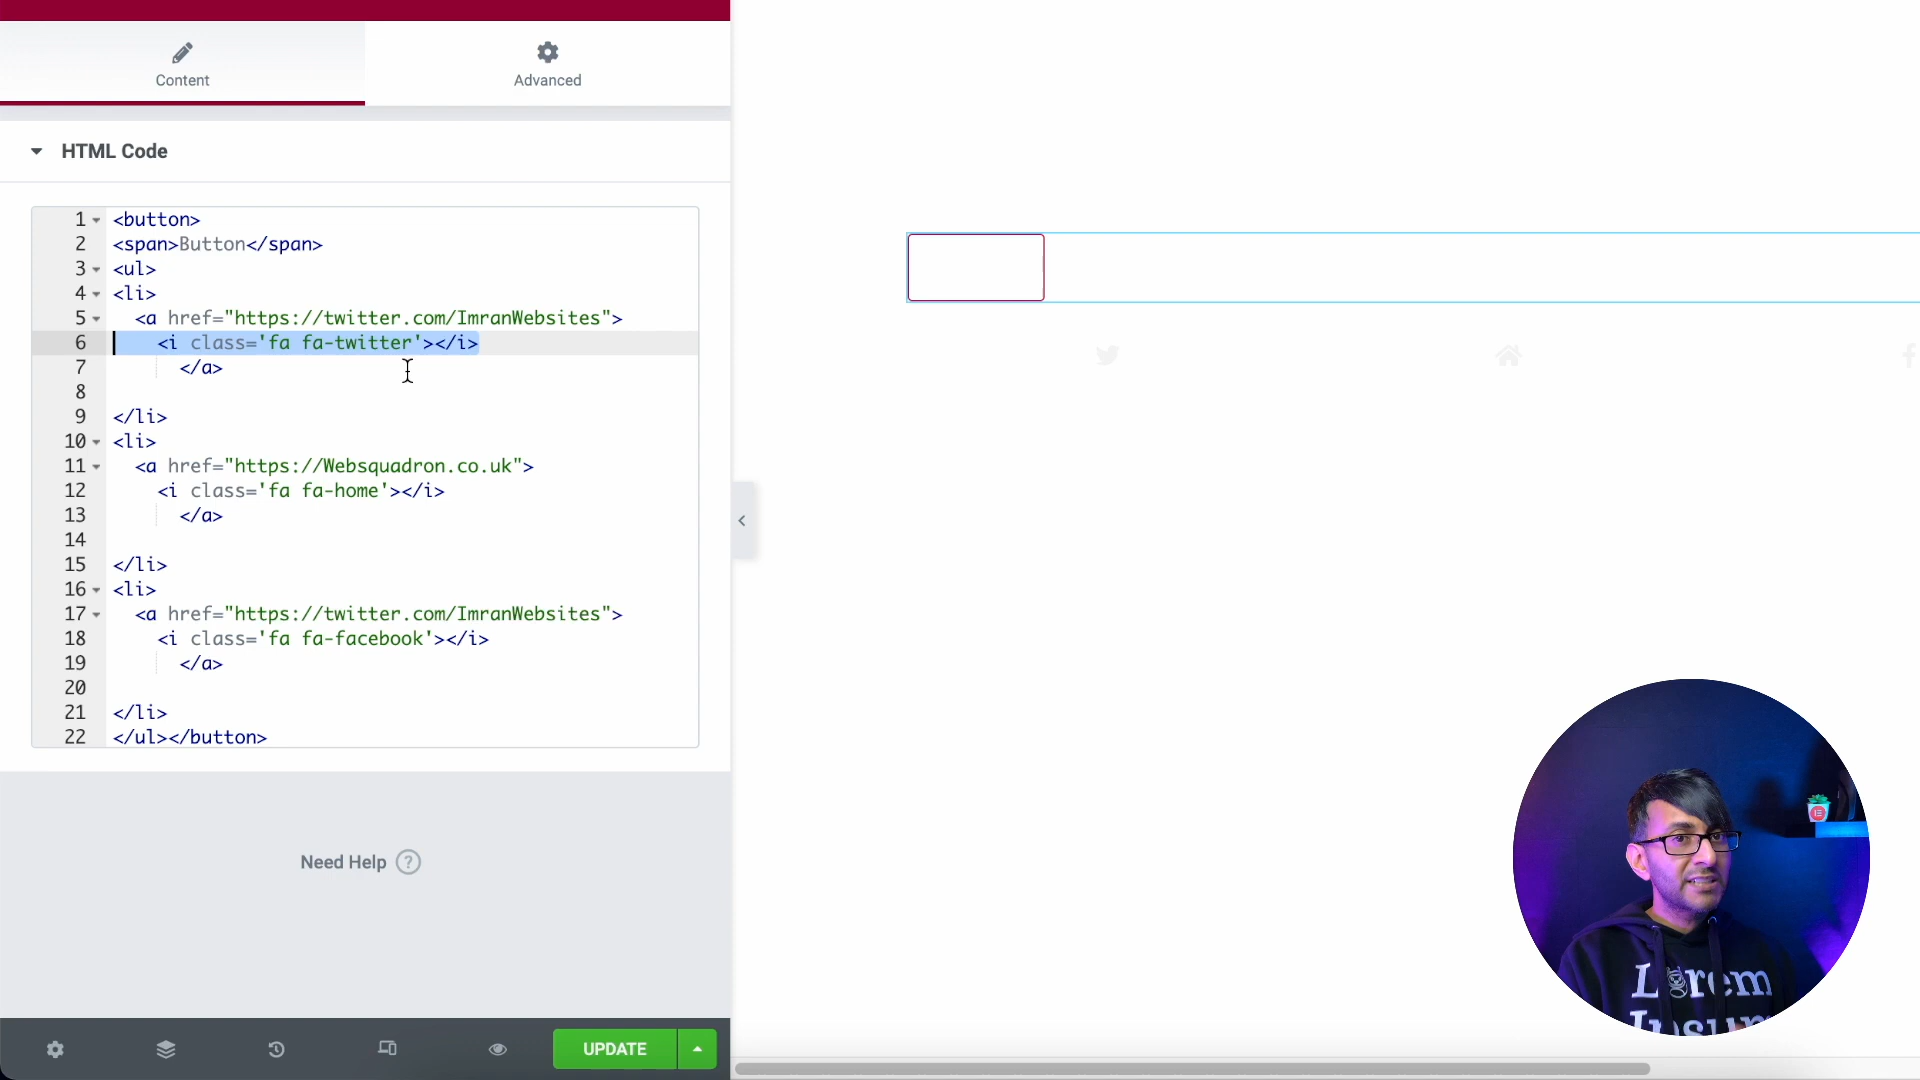 Content
Advanced
HTML Code
1 <button>
2 <span>Button</span>
3 <ul>
4 <li>
5 <a href="https://twitter.com/ImranWebsites">
6 <i class='fa fa-twitter'></i>
7 </a>
8
9 </li>
10 <li>
11 <a href="https://Websquadron.co.uk">
12 <i class='fa fa-home'></i>
13 </a>
14
15 </li>
16 <li>
17 <a href="https://twitter.com/ImranWebsites">
18 <i class='fa fa-facebook'></i>
19 </a>
20
21 </li>
22 </ul></button>
Need Help ?
UPDATE
Lorem
Ipsum